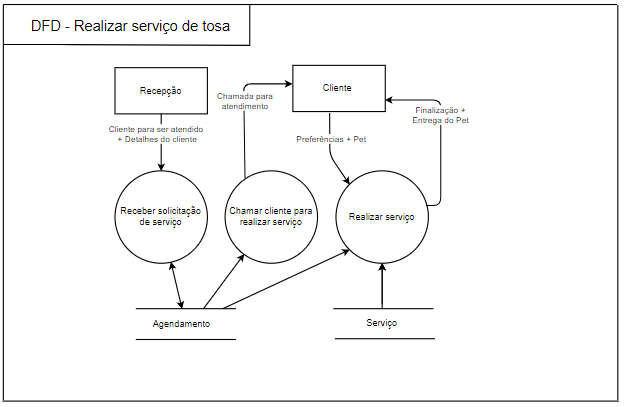 DFD - Realizar serviço de tosa
Recepção
Cliente
Chamada para
atendimento
Finalização +
Entrega do Pet
Cliente para ser atendido
+ Detalhes do cliente
Preferências + Pet
Receber solicitação
de serviço
Chamar cliente para
realizar serviço
Realizar serviço
Agendamento
Serviço